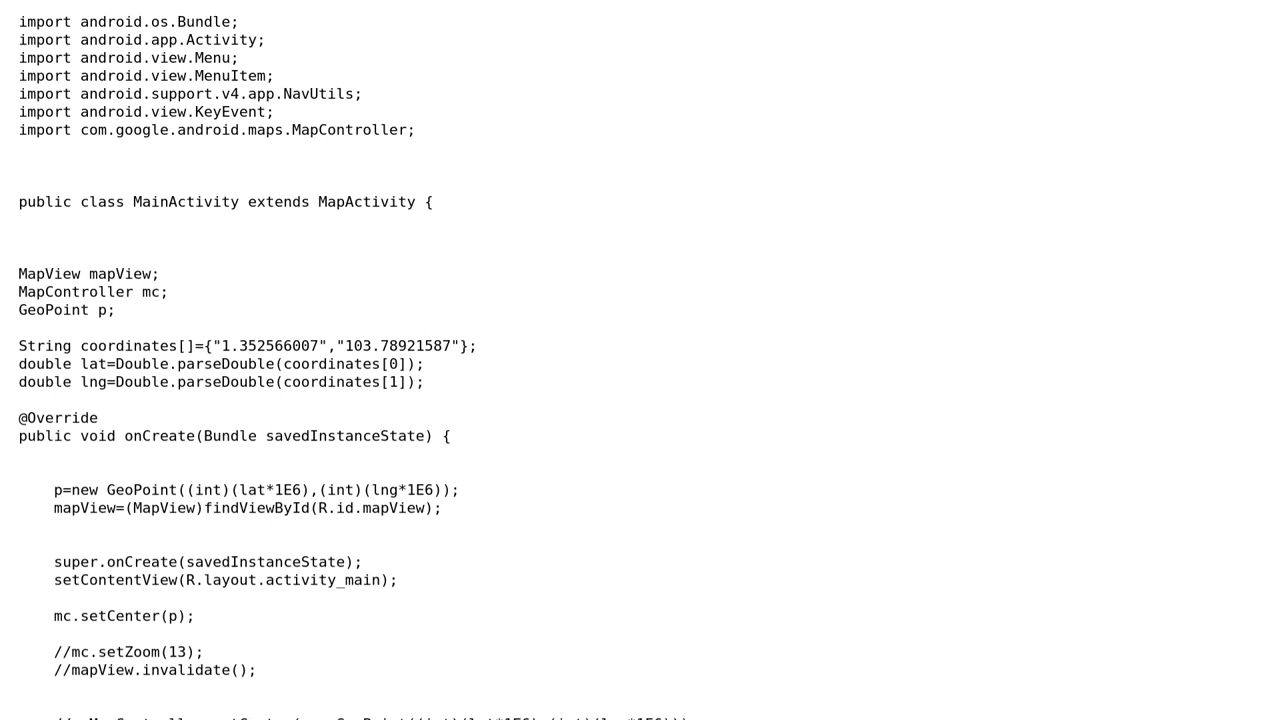 import android.os.Bundle;
import android.app.Activity;
import android.view.Menu;
import android.view.MenuItem;
import android.support.v4.app.NavUtils;
import android.view.KeyEvent;
import com.google.android.maps.MapController;
public class MainActivity extends MapActivity {
MapView mapView;
MapController mc;
GeoPoint p;
String coordinates[]={"1.352566007","103.78921587"};
double lat=Double.parseDouble(coordinates[0]);
double lng=Double.parseDouble(coordinates[1]);
@Override
public void onCreate(Bundle savedInstanceState) {
p=new GeoPoint((int)(lat*1E6),(int)(lng*1E6));
mapView=(MapView)findViewById(R.id.mapView);
super.onCreate(savedInstanceState);
setContentView(R.layout.activity_main);
mc.setCenter(p);
//mc.setZoom(13);
//mapView.invalidate();